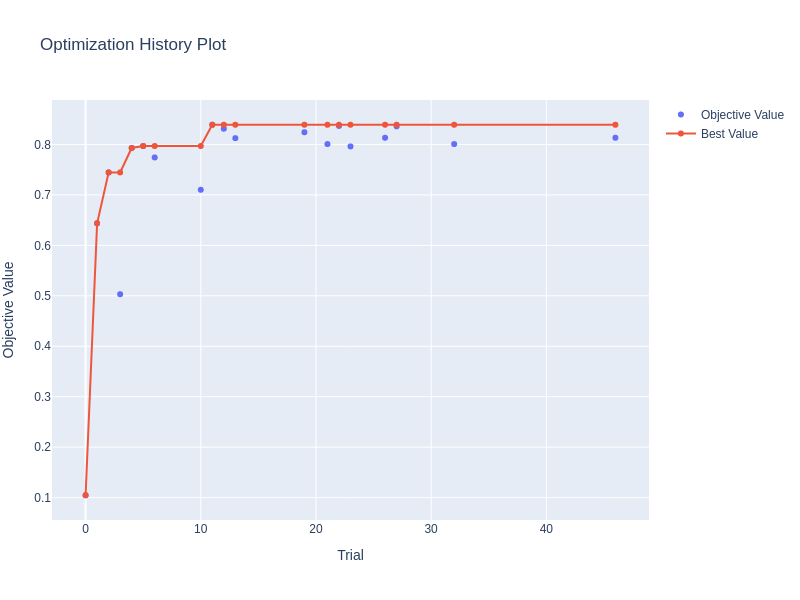 Optimization History Plot
Objective Value
Best Value
0.8
0.7
0.6
0.5
0.4
0.3
0.2
0.1
Objective Value
0
10
20
30
40
Trial